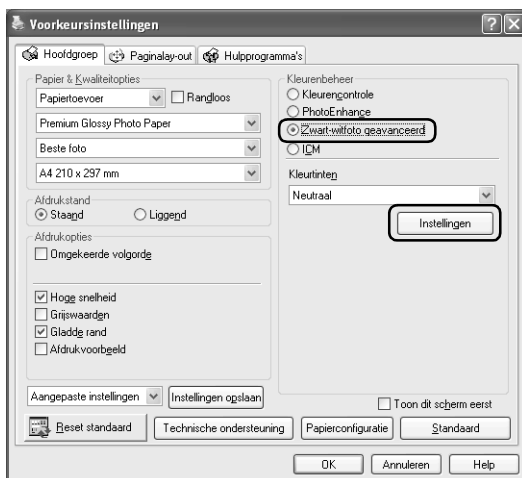 Voorkeursinstellingen
Hoofdgroep Paginalay-out Hulpprogramma's
Papier & Kwaliteitopties
Papiertoevoer Randloos
Premium Glossy Photo Paper
Beste foto
A4 210 x 297 mm
Afdrukstand
Staand Liggend
Afdrukopties
Omgekeerde volgorde
Hoge snelheid
Grijswaarden
Gladde rand
Afdrukvoorbeeld
Kleurenbeheer
Kleurencontrole
PhotoEnhance
Zwart-witfoto geavanceerd
ICM
Kleurtinten
Neutraal
Instellingen
Aangepaste instellingen Instellingen opslaan
Toon dit scherm eerst
Reset standaard Technische ondersteuning Papierconfiguratie Standaard
OK Annuleren Help